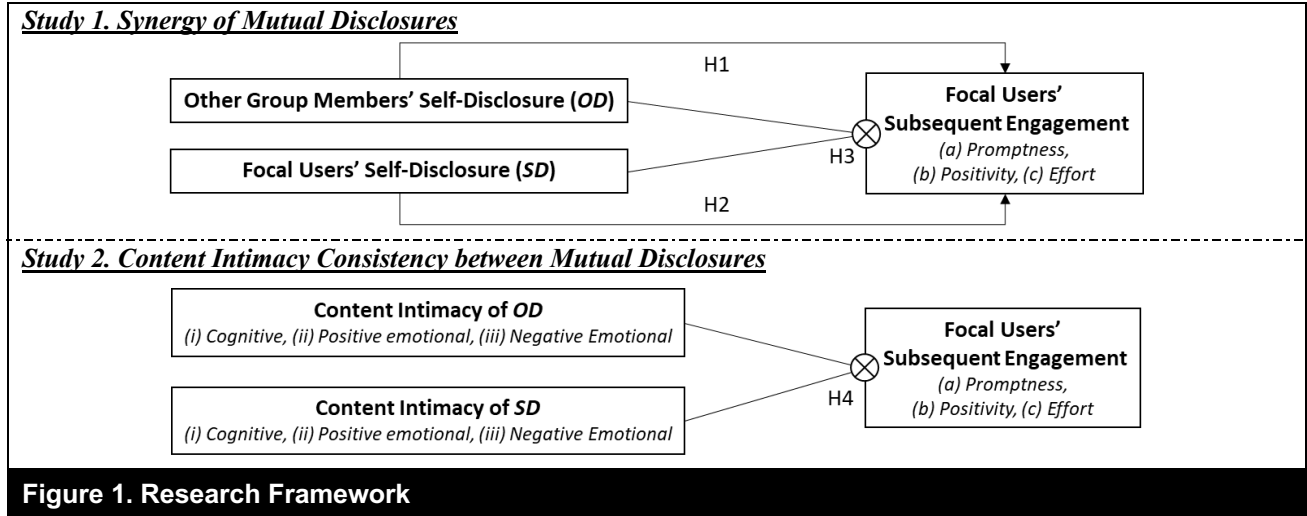 Study 1. Synergy of Mutual Disclosures
H1
Other Group Members' Self-Disclosure (OD)
Focal Users' Self-Disclosure (SD)
H3
H2
Focal Users'
Subsequent Engagement
(a) Promptness,
(b) Positivity, (c) Effort
Study 2. Content Intimacy Consistency between Mutual Disclosures
Content Intimacy of OD
(i) Cognitive, (ii) Positive emotional, (iii) Negative Emotional
Content Intimacy of SD
(i) Cognitive, (ii) Positive emotional, (iii) Negative Emotional
H4
Focal Users'
Subsequent Engagement
(a) Promptness,
(b) Positivity, (c) Effort
Figure 1. Research Framework